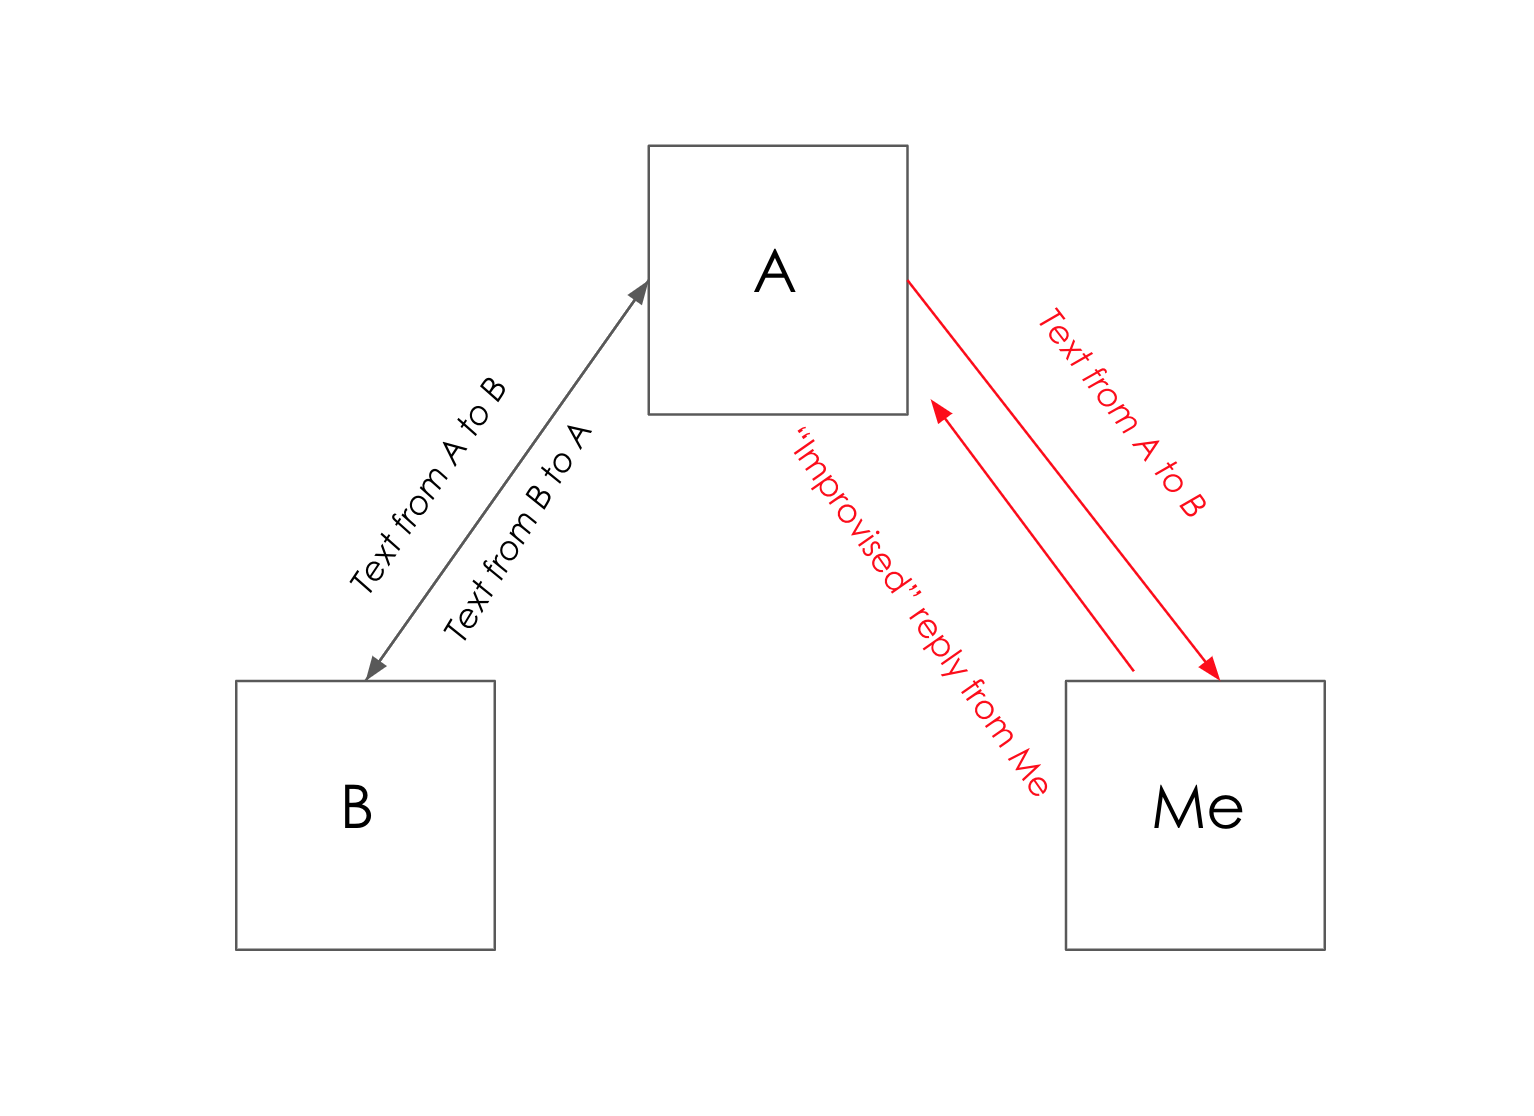 A
Text from A to B
Text from B to A
Text from A to B
“Improvised” reply from Me
B
Me